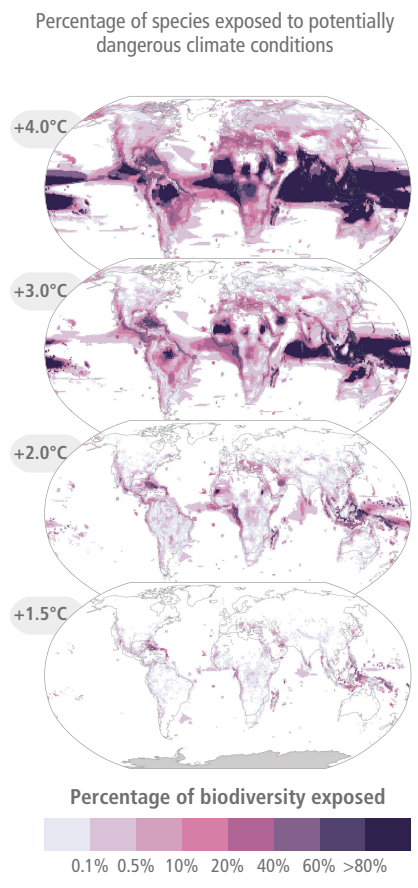 Percentage of species exposed to potentially
dangerous climate conditions
+4.0°C
+3.0°C
+2.0°C
+1.5°C
Percentage of biodiversity exposed
0.1% 0.5% 10% 20% 40% 60% >80%